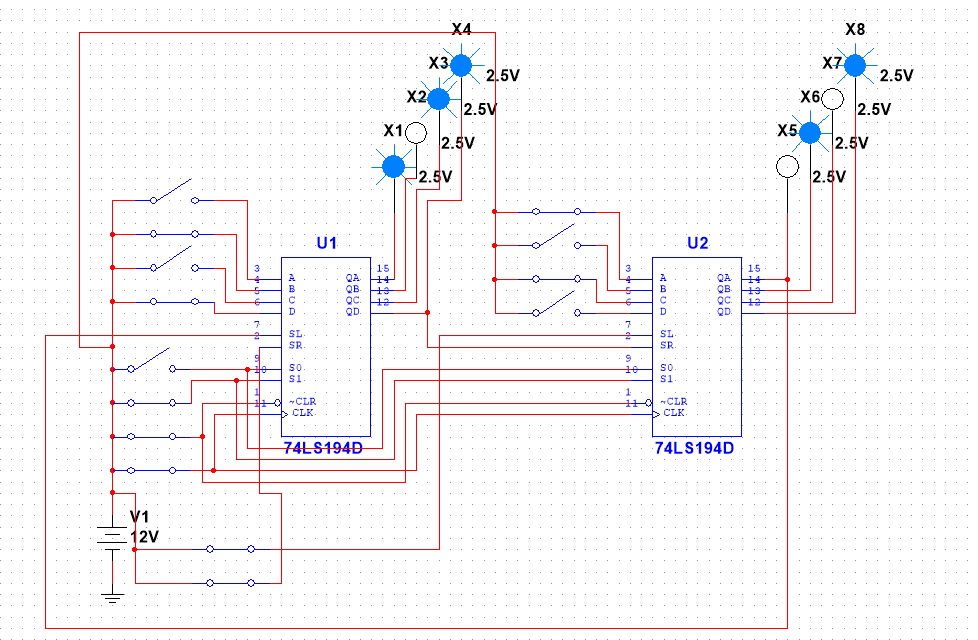 X4
X8
X3
X7
2.5V
2.5V
X2
X6
2.5V
2.5V
X1
X5
2.5V
2.5V
2.5V
2.5V
U1
U2
3
A
QA
15
3
A
QA
15
4
B
QB
14
4
B
QB
14
5
C
QC
13
5
C
QC
13
6
D
QD
12
6
D
QD
12
7
SL
7
SL
2
SR
2
SR
9
S0
9
S0
10
S1
10
S1
1
~CLR
1
~CLR
11
CLK
11
CLK
74LS194D
74LS194D
V1
12V